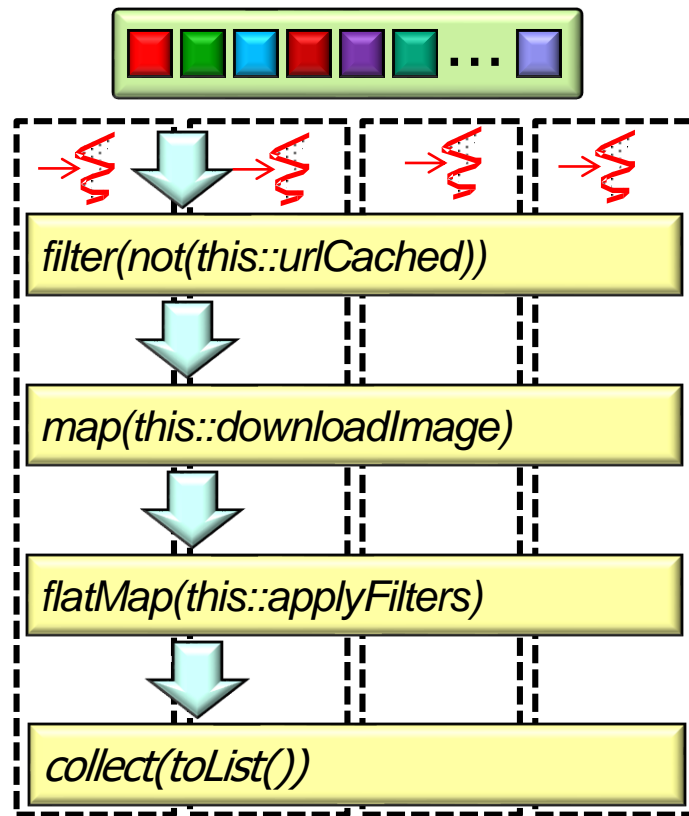 ...
filter(not(this::urlCached))
map(this::downloadImage)
flatMap(this::applyFilters)
collect(toList())